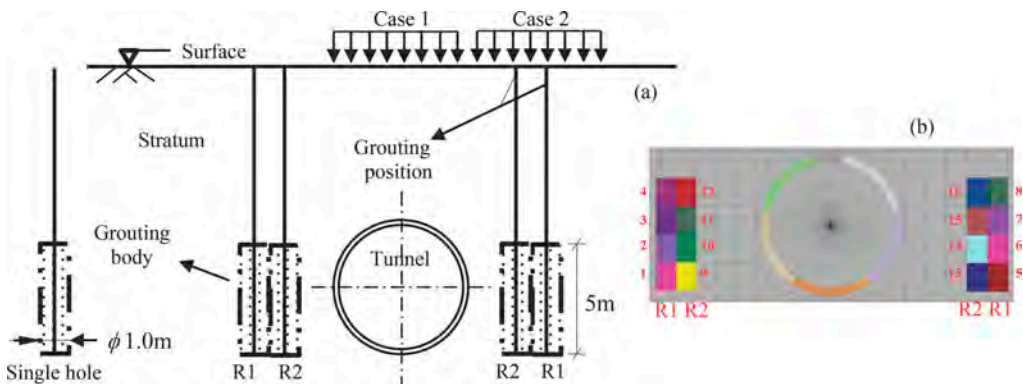 Case 1
Case 2
Surface
(a)
Stratum
Grouting
position
(b)
Grouting
body
Tunnel
5m
ϕ 1.0m
Single hole
R1
R2
R2
R1
4
3
2
1
12
11
10
9
15
14
13
8
7
6
5
R1 R2
R2 R1